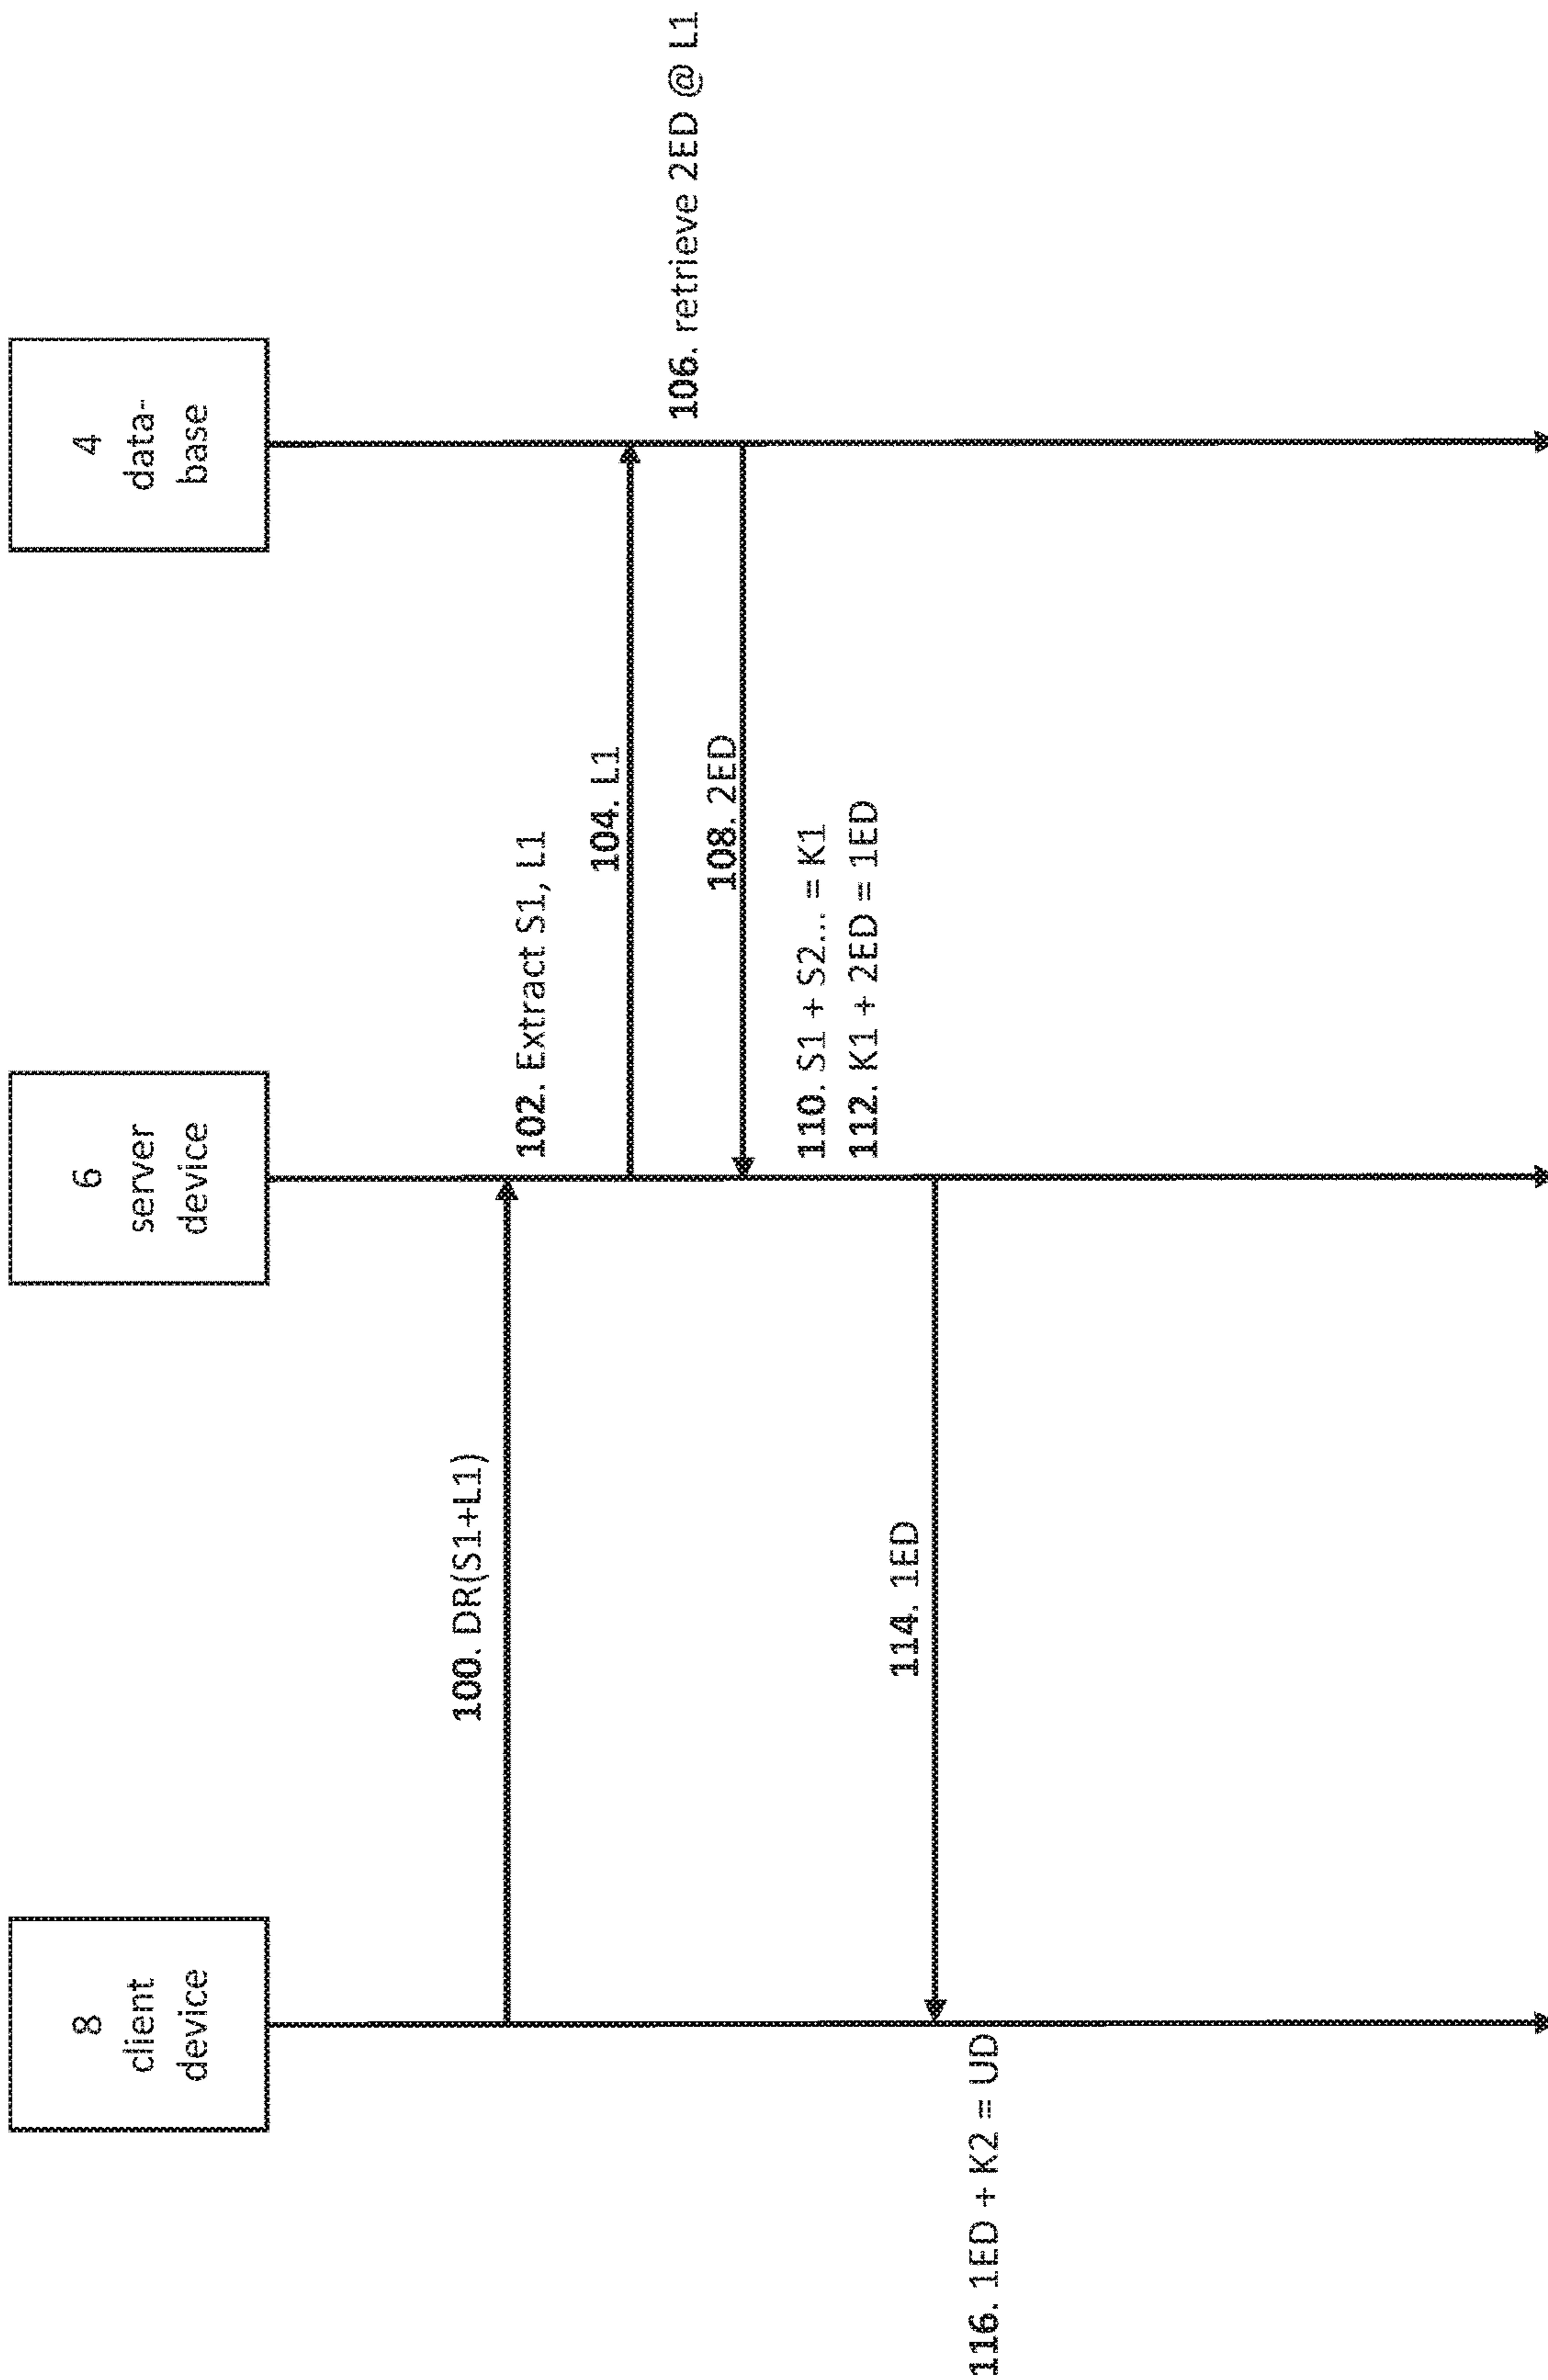 8
client
device
6
server
device
4
data-
base
100. DR(S1+L1)
102. Extract S1, L1
104. L1
106. retrieve 2ED @ L1
108. 2ED
110. S1 + S2... = K1
112. K1 + 2ED = 1ED
114. 1ED
116. 1ED + K2 = UD